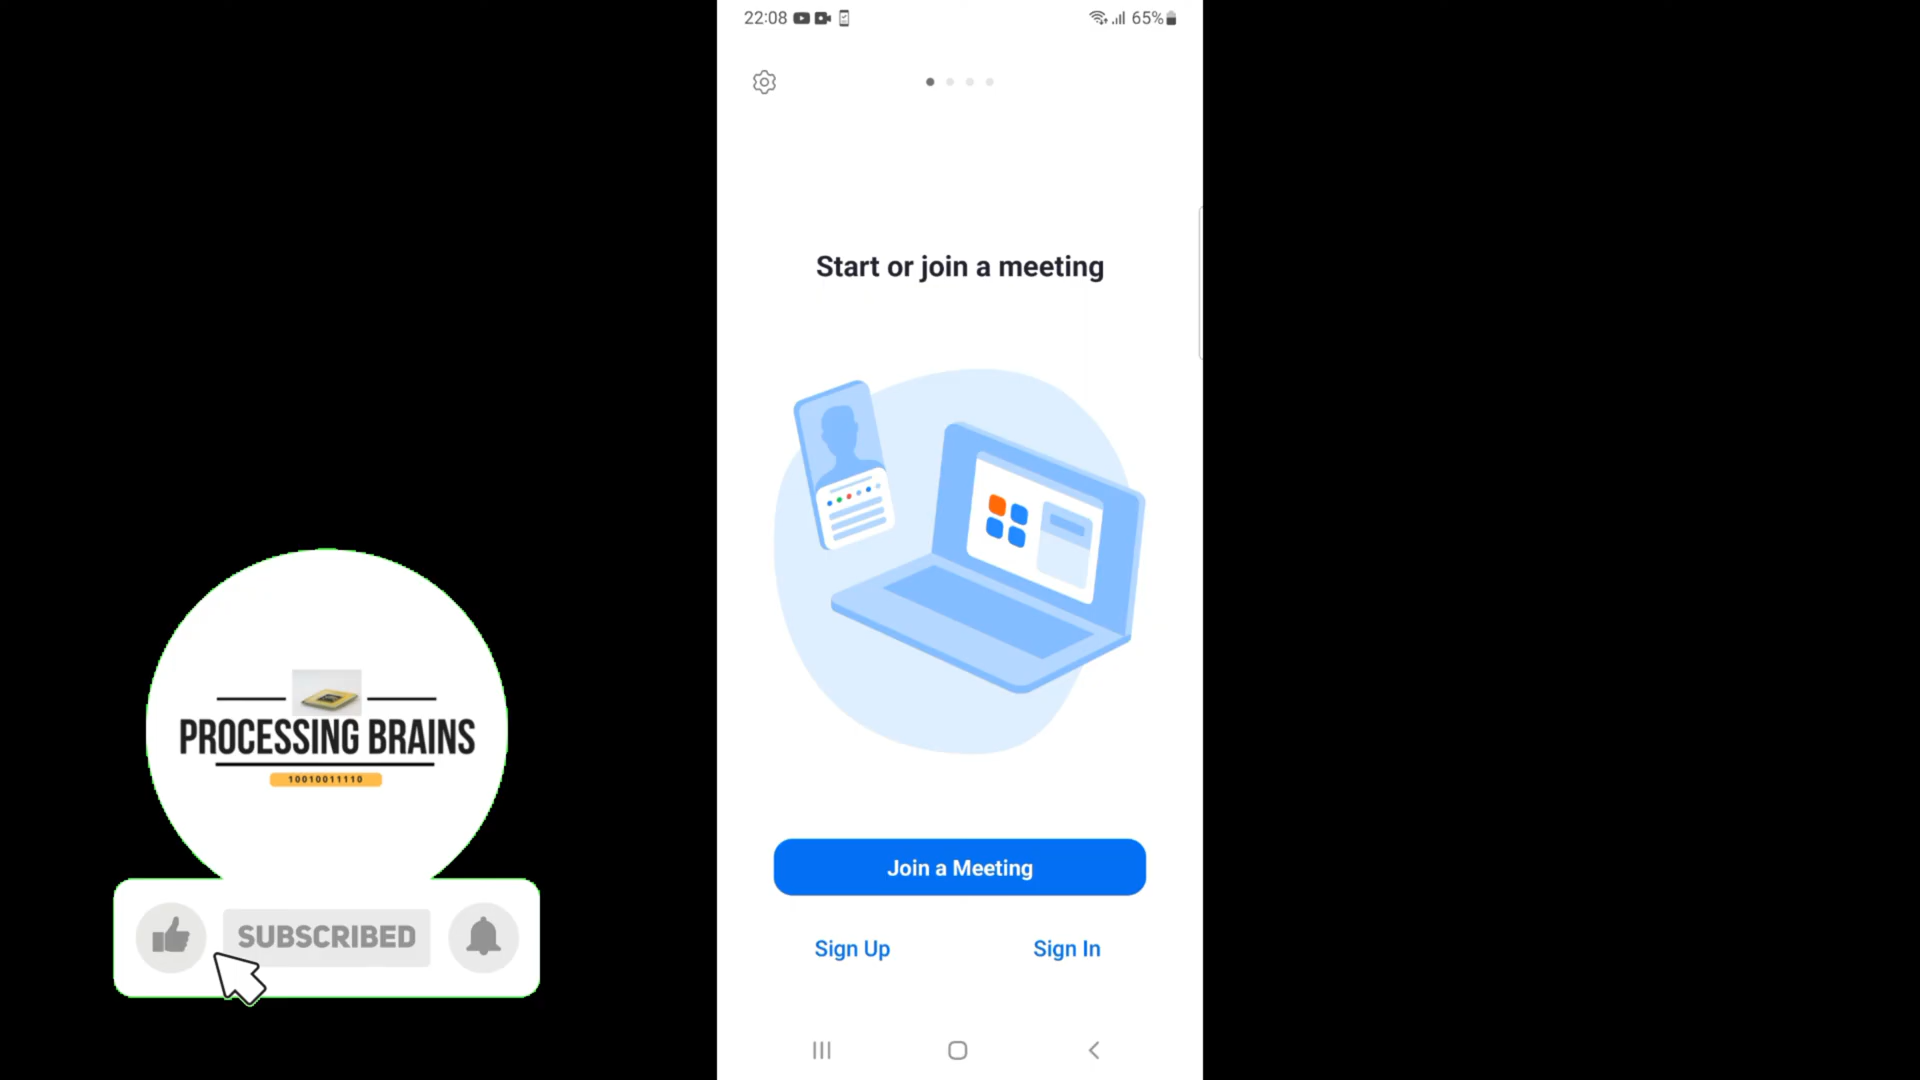 22:08
65%
Start or join a meeting
Join a Meeting
Sign Up
Sign In
PROCESSING BRAINS
10010011110
SUBSCRIBED